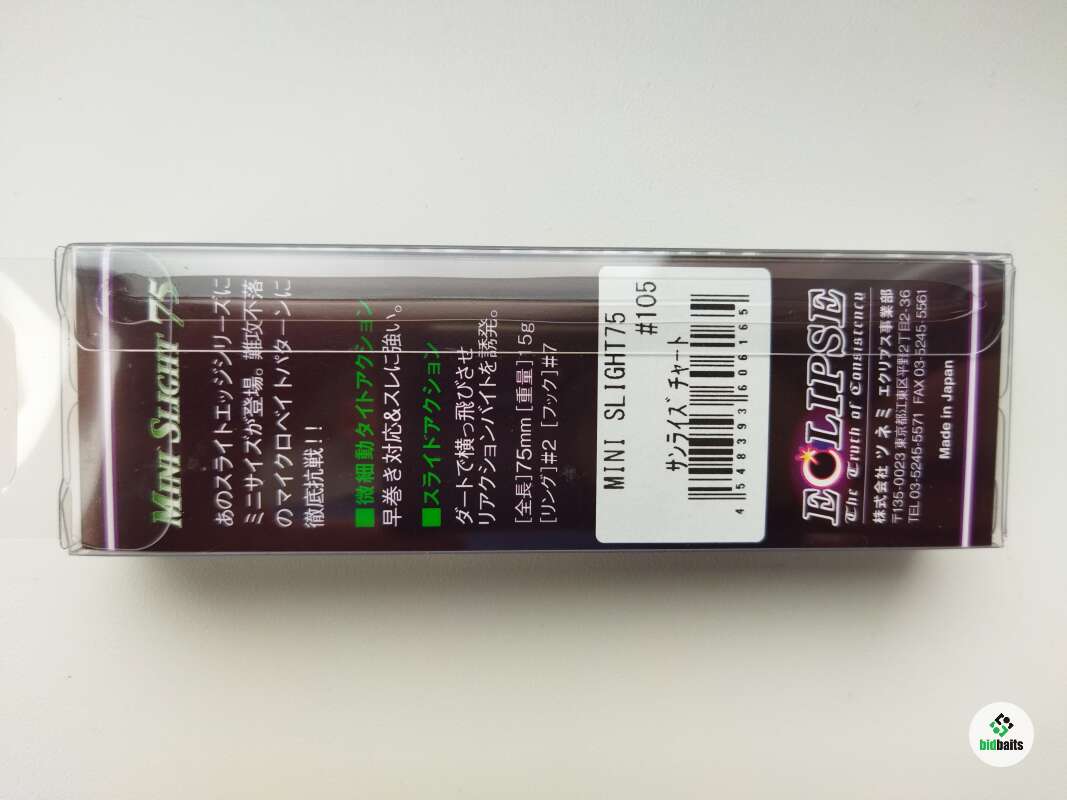 MINI SLIGHT 75
あのスライトエッジシリーズに
ミニサイズが登場。難攻不落
のマイクロベイトパターンに
徹底抗戦!!
■微細動タイトアクション
早巻き対応&スレに強い。
■スライドアクション
ダートで横っ飛びさせ
リアクションバイトを誘発。
[全長]75mm[重量]15g
[リング]#2 [フック]#7
MINI SLIGHT75
#105
サンライズチャート
4 548393 606165
ECLIPSE
The Truth of Consistency
株式会社 ツネミ エクリプス事業部
〒135-0023 東京都江東区平野2丁目2-36
TEL 03-5245-5571 FAX 03-5245-5561
Made in Japan
bidbaits